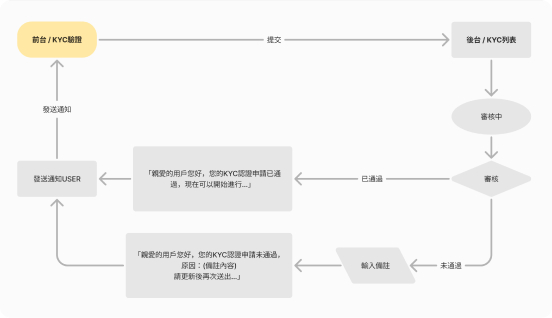 前台 / KYC驗證
提交
後台 / KYC列表
發送通知
審核中
發送通知USER
「親愛的用戶您好，您的KYC認證申請已通
過，現在可以開始進行...」
已通過
審核
「親愛的用戶您好，您的KYC認證申請未通過，
原因：(備註內容)
請更新後再次送出...」
輸入備註
未通過